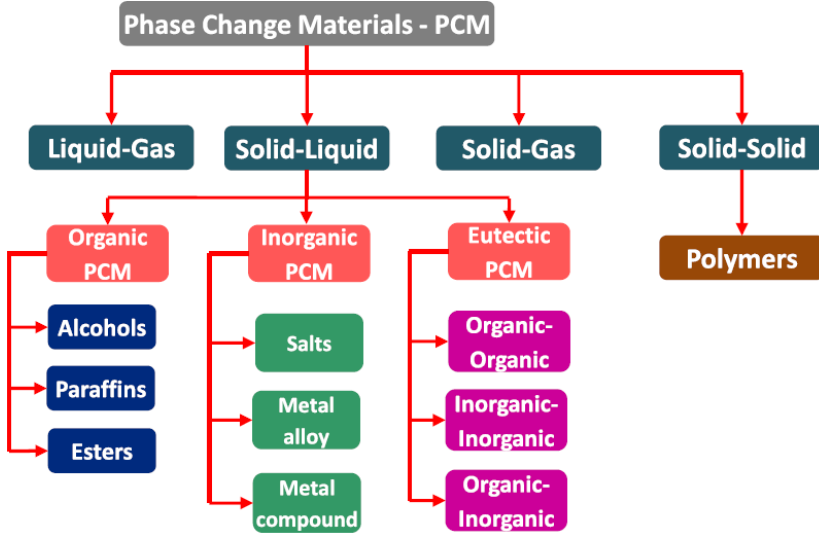 Phase Change Materials - PCM
Liquid-Gas
Solid-Liquid
Solid-Gas
Solid-Solid
Organic
PCM
Inorganic
PCM
Eutectic
PCM
Polymers
Alcohols
Paraffins
Esters
Salts
Metal
alloy
Metal
compound
Organic-
Organic
Inorganic-
Inorganic
Organic-
Inorganic